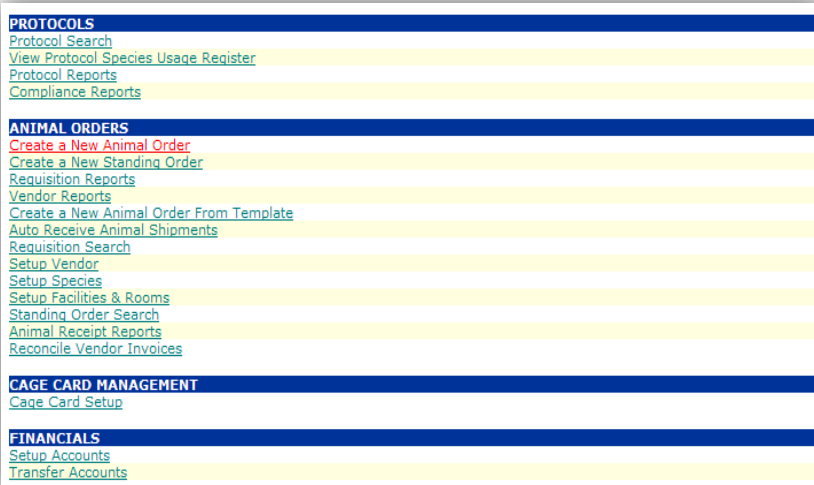 PROTOCOLS
Protocol Search
View Protocol Species Usage Register
Protocol Reports
Compliance Reports
ANIMAL ORDERS
Create a New Animal Order
Create a New Standing Order
Requisition Reports
Vendor Reports
Create a New Animal Order From Template
Auto Receive Animal Shipments
Requisition Search
Setup Vendor
Setup Species
Setup Facilities & Rooms
Standing Order Search
Animal Receipt Reports
Reconcile Vendor Invoices
CAGE CARD MANAGEMENT
Cage Card Setup
FINANCIALS
Setup Accounts
Transfer Accounts